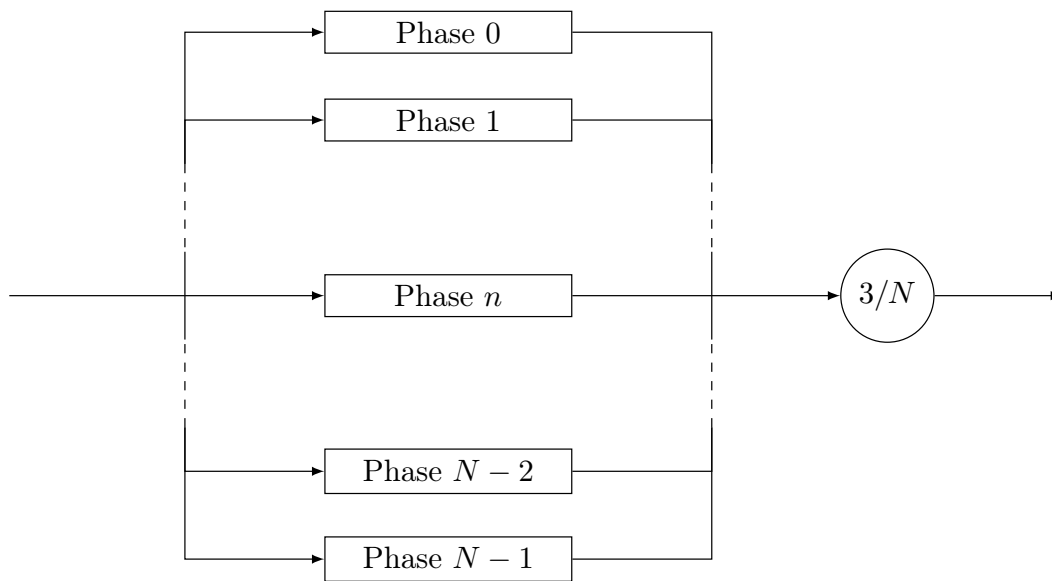 Phase 0
Phase 1
Phase n
3/N
Phase N − 2
Phase N − 1